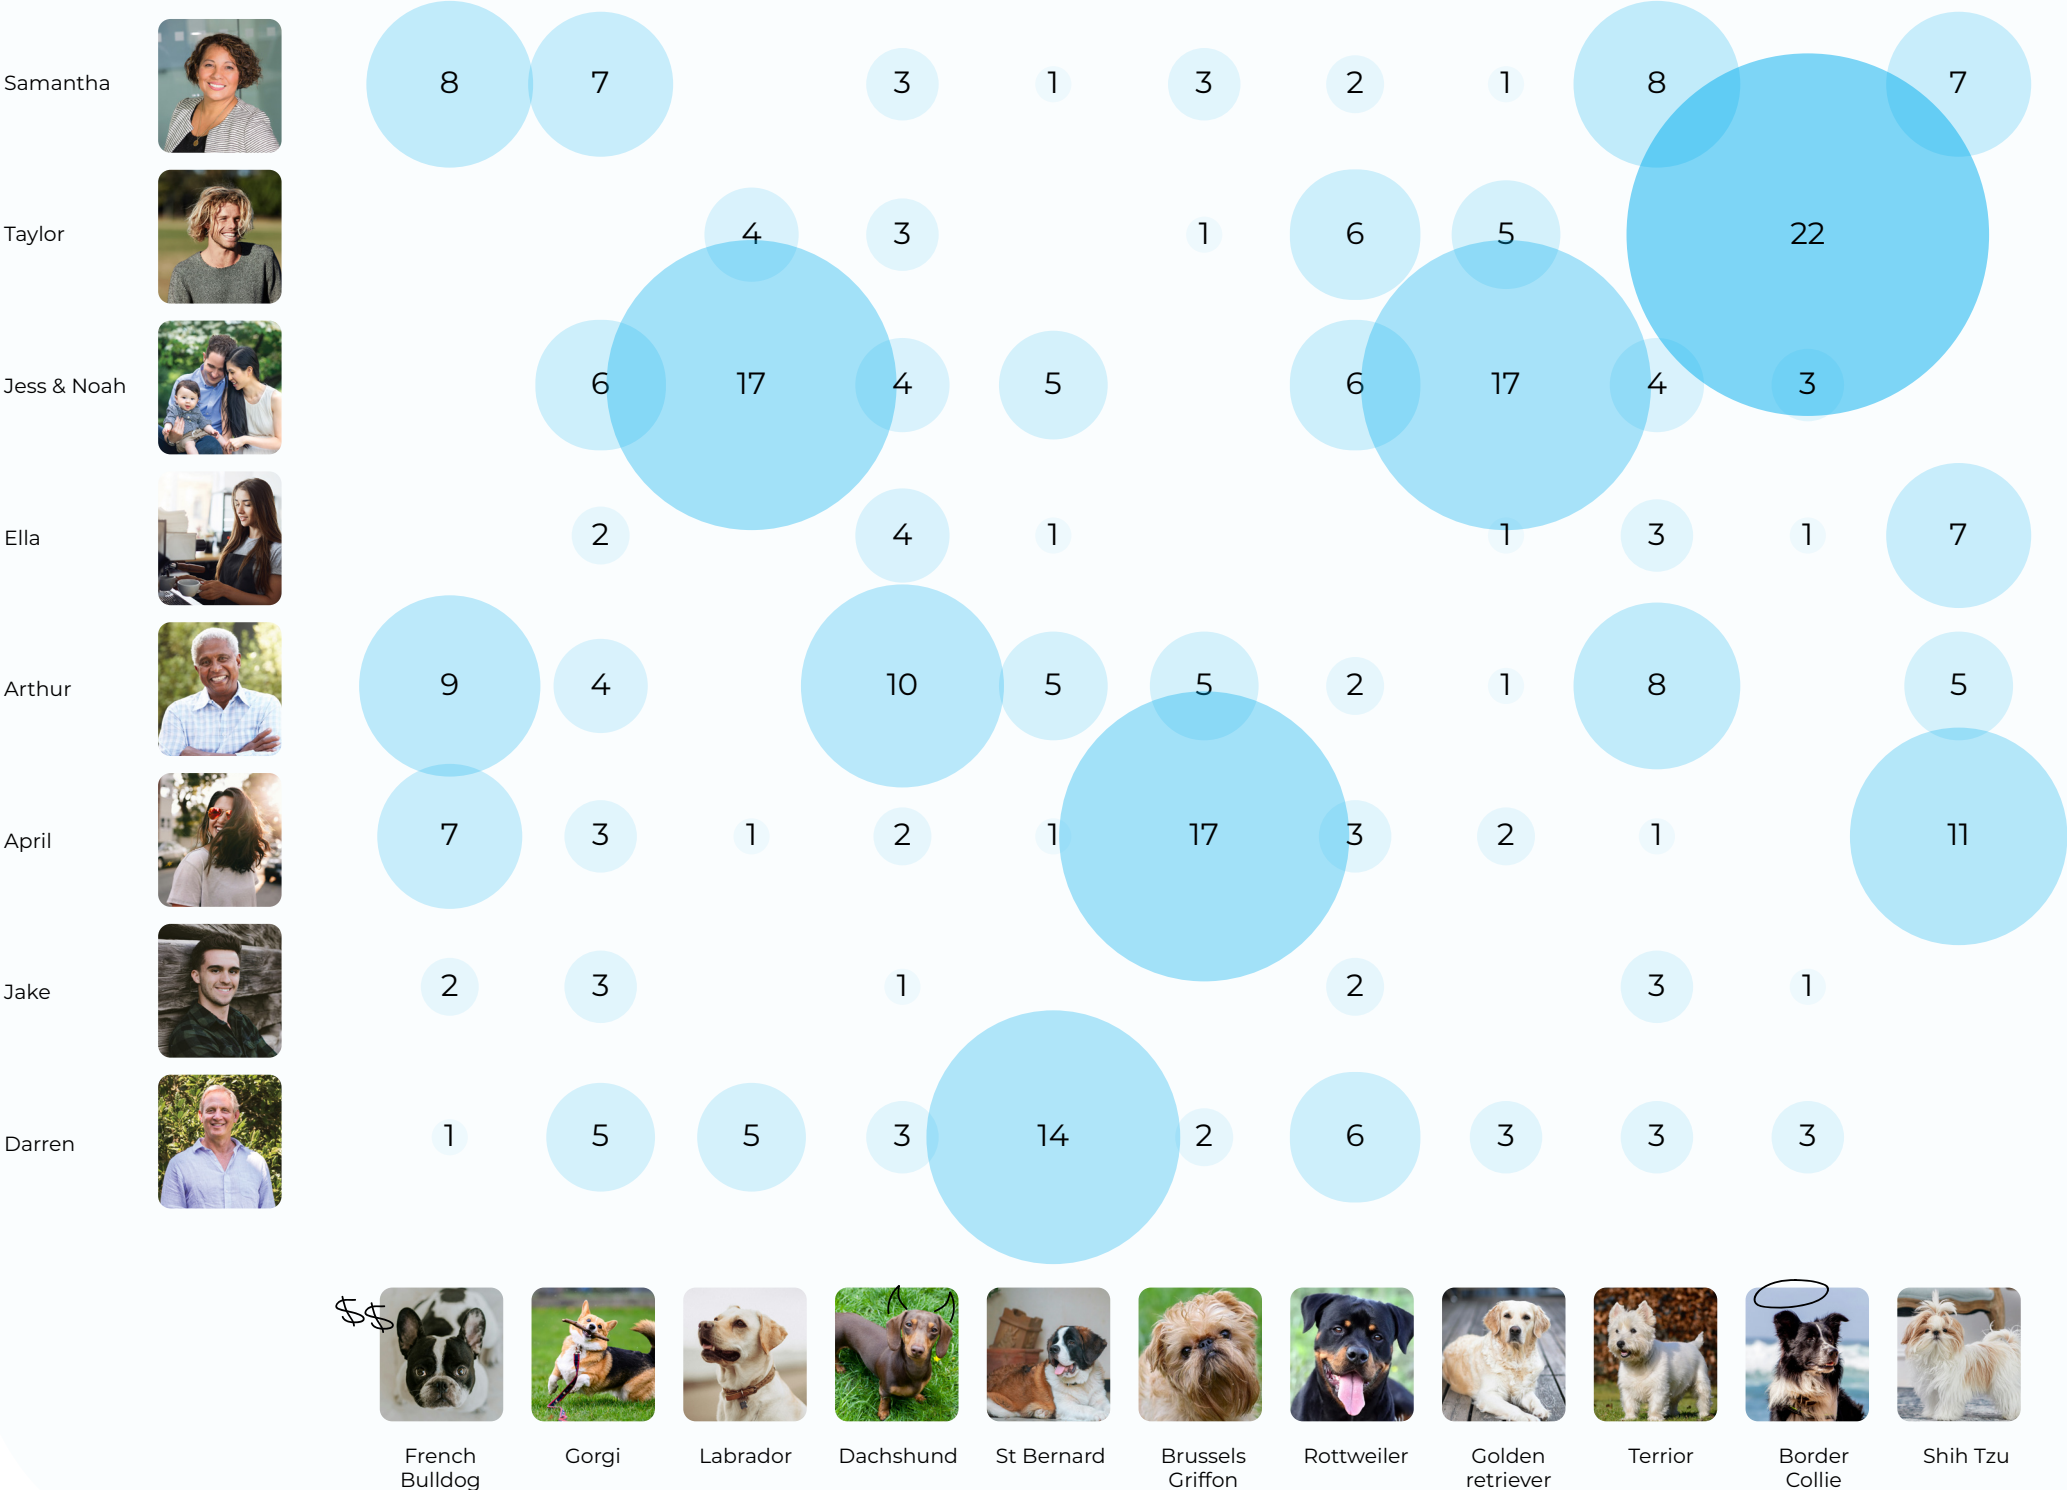 Samantha
8 7 3 1 3 2 1 8 7
Taylor
4 3 1 6 5 22
Jess & Noah
6 17 4 5 6 17 4 3
Ella
2 4 1 1 3 1 7
Arthur
9 4 10 5 5 2 1 8 5
April
7 3 1 2 1 17 3 2 1 11
Jake
2 3 1 2 3 1
Darren
1 5 5 3 14 2 6 3 3 3
$$
French
Bulldog
Gorgi
Labrador
Dachshund
St Bernard
Brussels
Griffon
Rottweiler
Golden
retriever
Terrior
Border
Collie
Shih Tzu